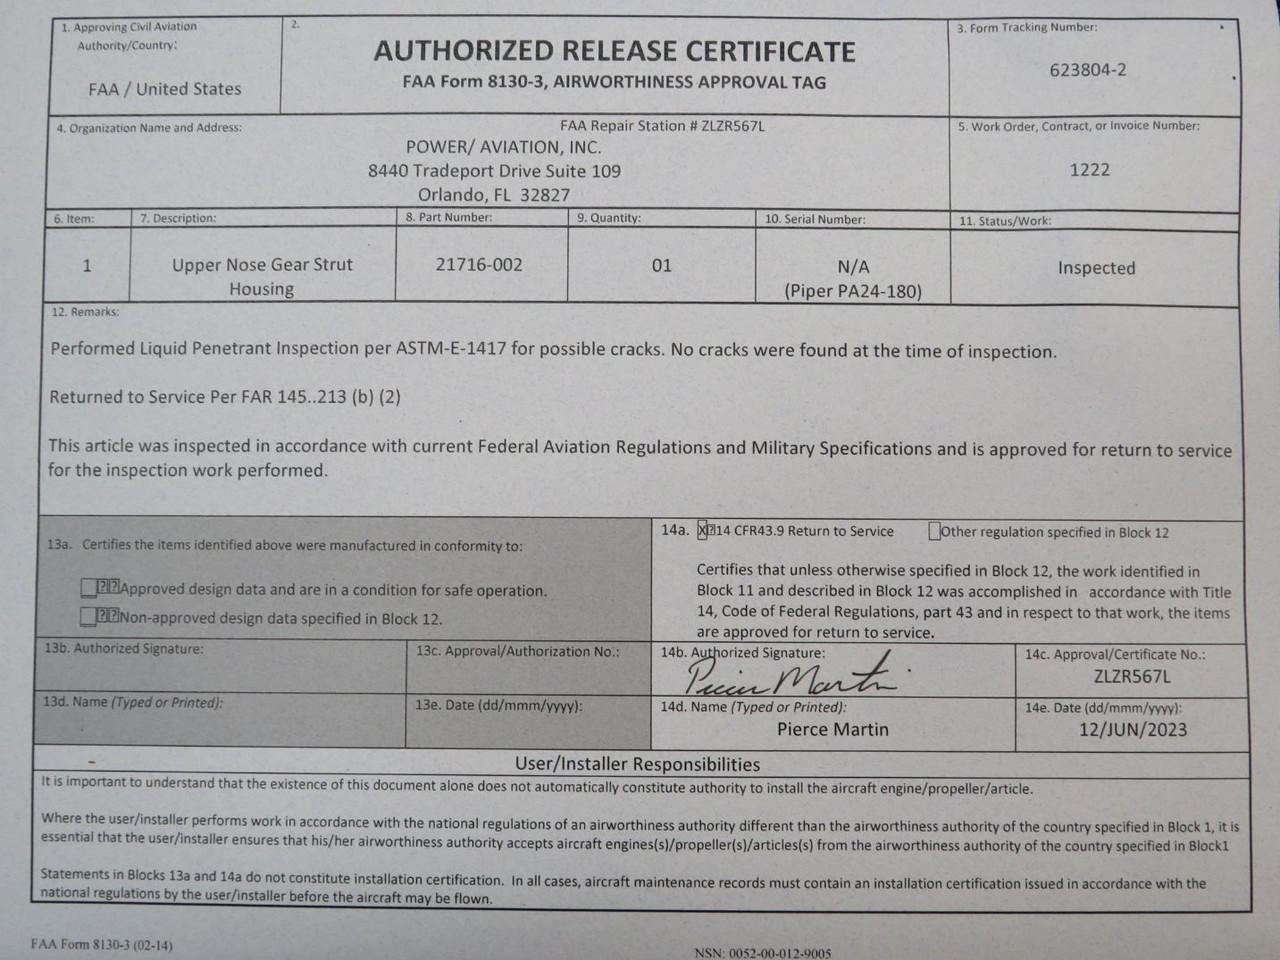 1. Approving Civil Aviation
Authority/Country:
FAA / United States
2.
AUTHORIZED RELEASE CERTIFICATE
FAA Form 8130-3, AIRWORTHINESS APPROVAL TAG
3. Form Tracking Number:
623804-2
4. Organization Name and Address:
FAA Repair Station # ZLZR567L
POWER/ AVIATION, INC.
8440 Tradeport Drive Suite 109
Orlando, FL 32827
5. Work Order, Contract, or Invoice Number:
1222
6. Item:
1
7. Description:
Upper Nose Gear Strut
Housing
8. Part Number:
21716-002
9. Quantity:
01
10. Serial Number:
N/A
(Piper PA24-180)
11. Status/Work:
Inspected
12. Remarks:
Performed Liquid Penetrant Inspection per ASTM-E-1417 for possible cracks. No cracks were found at the time of inspection.
Returned to Service Per FAR 145..213 (b) (2)
This article was inspected in accordance with current Federal Aviation Regulations and Military Specifications and is approved for return to service
for the inspection work performed.
13a. Certifies the items identified above were manufactured in conformity to:
Approved design data and are in a condition for safe operation.
Non-approved design data specified in Block 12.
14a. X 14 CFR43.9 Return to Service
Other regulation specified in Block 12
Certifies that unless otherwise specified in Block 12, the work identified in
Block 11 and described in Block 12 was accomplished in accordance with Title
14, Code of Federal Regulations, part 43 and in respect to that work, the items
are approved for return to service.
13b. Authorized Signature:
13c. Approval/Authorization No.:
14b. Authorized Signature:
Pierce Martin
14c. Approval/Certificate No.:
ZLZR567L
13d. Name (Typed or Printed):
13e. Date (dd/mmm/yyyy):
14d. Name (Typed or Printed):
Pierce Martin
14e. Date (dd/mmm/yyyy):
12/JUN/2023
User/Installer Responsibilities
It is important to understand that the existence of this document alone does not automatically constitute authority to install the aircraft engine/propeller/article.
Where the user/installer performs work in accordance with the national regulations of an airworthiness authority different than the airworthiness authority of the country specified in Block 1, it is
essential that the user/installer ensures that his/her airworthiness authority accepts aircraft engines(s)/propeller(s)/articles(s) from the airworthiness authority of the country specified in Block1
Statements in Blocks 13a and 14a do not constitute installation certification. In all cases, aircraft maintenance records must contain an installation certification issued in accordance with the
national regulations by the user/installer before the aircraft may be flown.
FAA Form 8130-3 (02-14)
NSN: 0052-00-012-9005